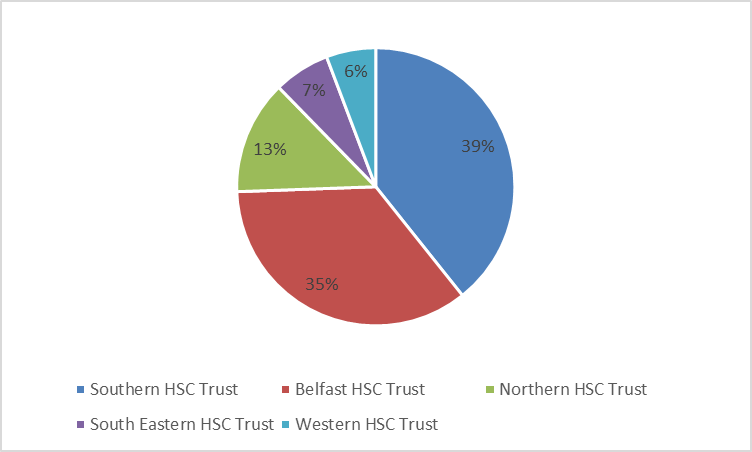 6%
7%
13%
39%
35%
Southern HSC Trust
Belfast HSC Trust
Northern HSC Trust
South Eastern HSC Trust
Western HSC Trust